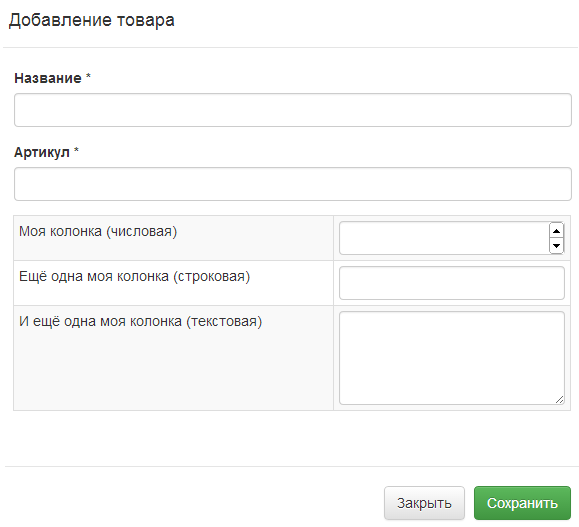 Добавление товара
Название *
Артикул *
Моя колонка (числовая)
Ещё одна моя колонка (строковая)
И ещё одна моя колонка (текстовая)
Закрыть Сохранить